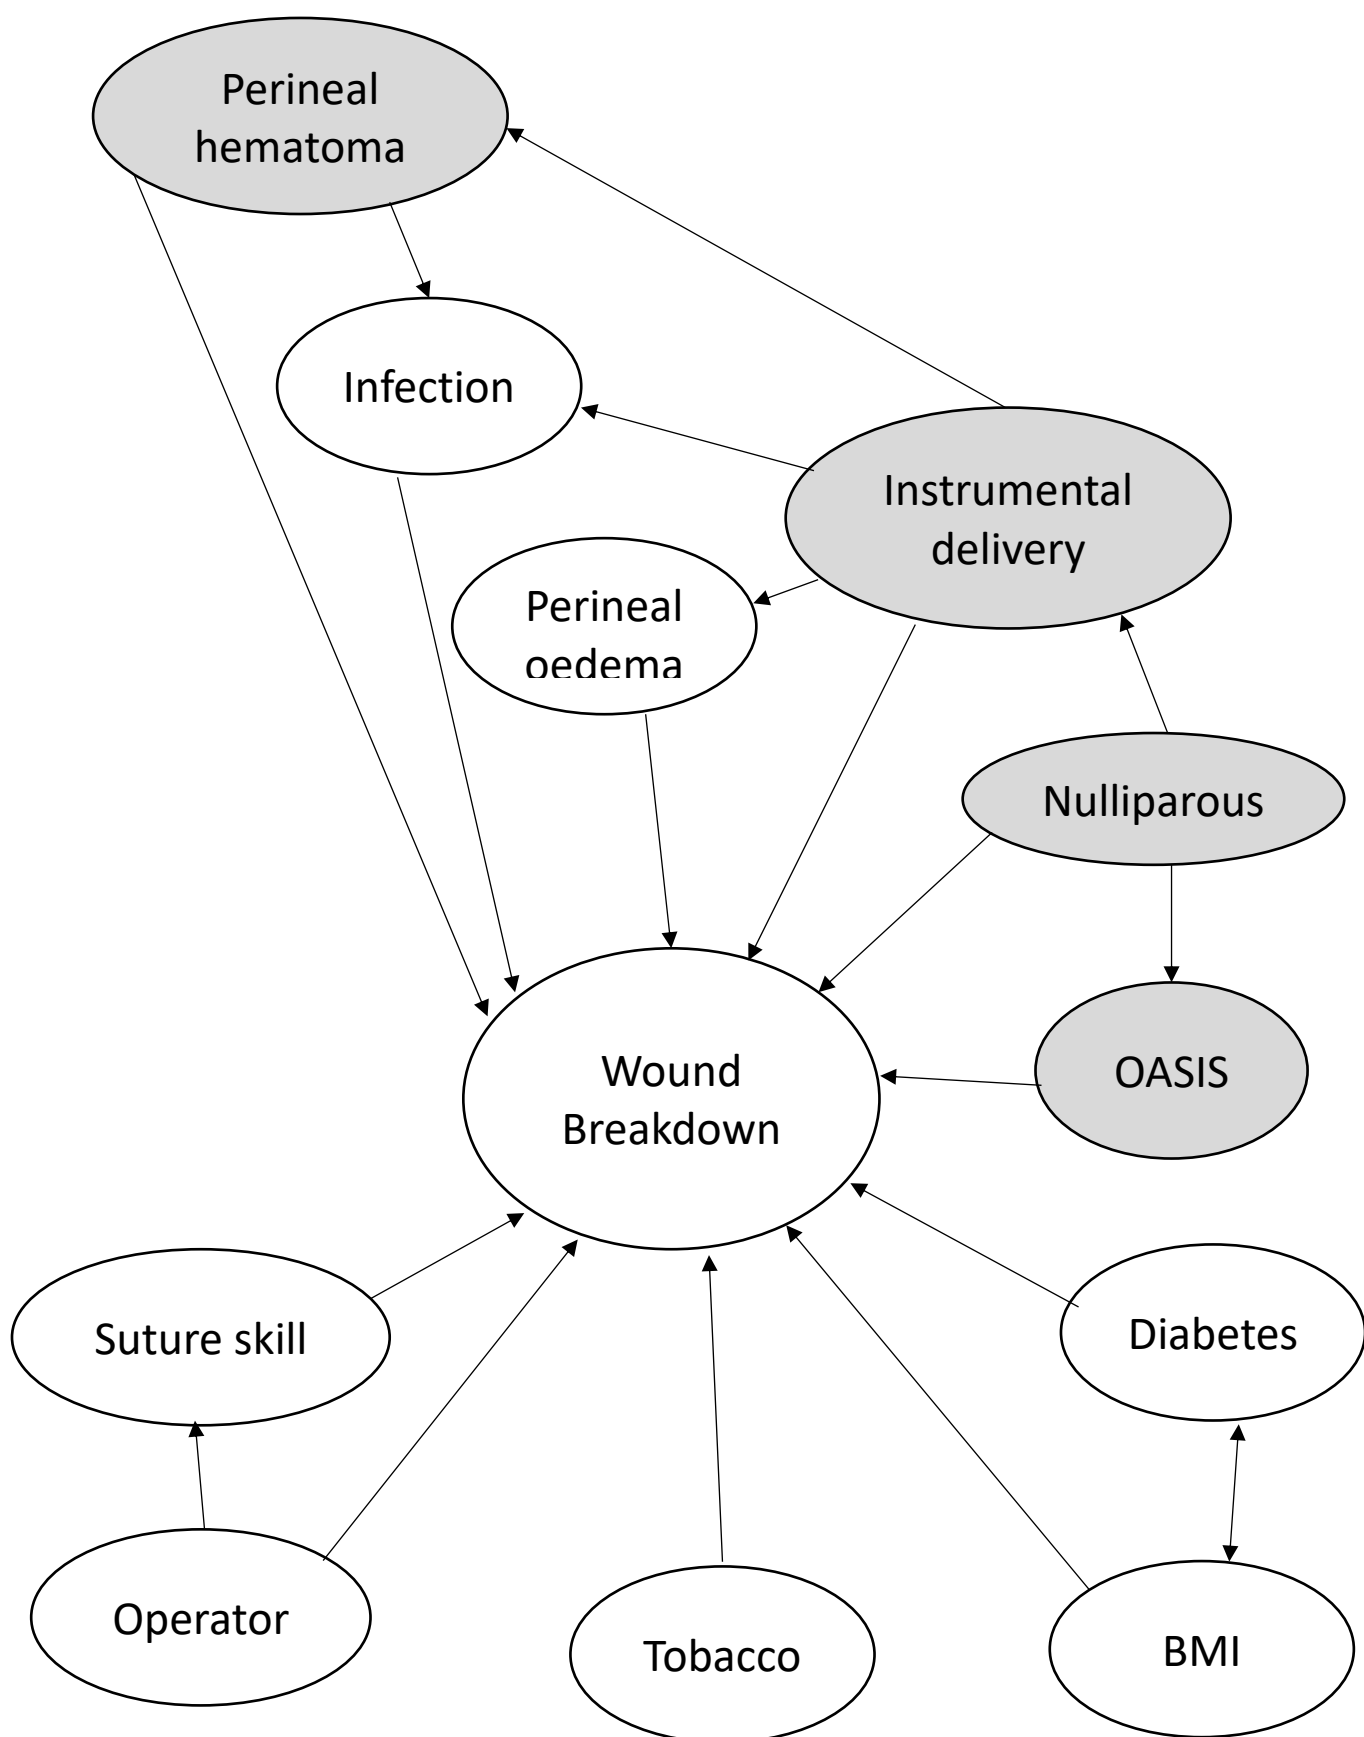 Perineal
hematoma
Infection
Instrumental
delivery
Perineal
oedema
Nulliparous
Wound
Breakdown
OASIS
Suture skill
Diabetes
Operator
Tobacco
BMI